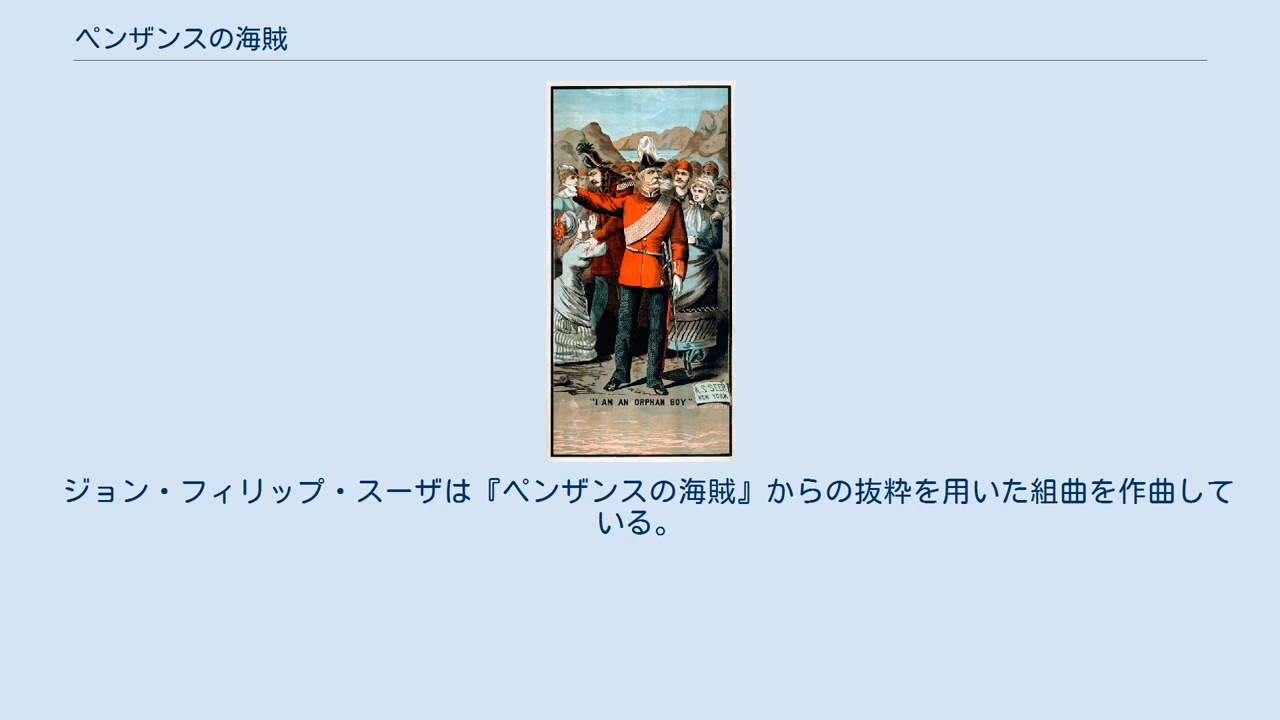 ペンザンスの海賊
"I AM AN ORPHAN BOY"
A.S.SEER
NEW YORK
ジョン・フィリップ・スーザは『ペンザンスの海賊』からの抜粋を用いた組曲を作曲して
いる。